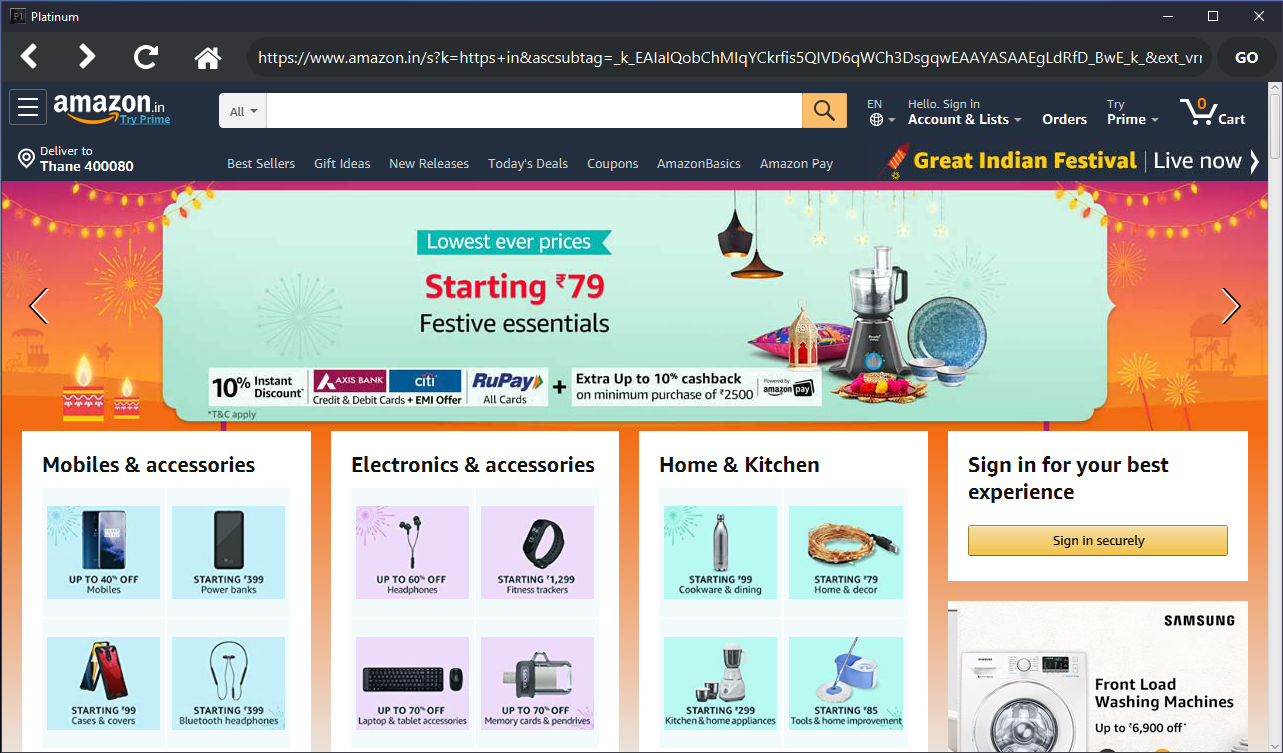 Pl Platinum
https://www.amazon.in/s?k=https+in&ascsubtag=_k_EAIaIQobChMIqYCkrfis5QIVD6qWCh3DsgqwEAAYASAAEgLdRfD_BwE_k_&ext_vrr
GO
amazon.in
Try Prime
All
EN
Hello. Sign in
Account & Lists
Orders
Try
Prime
0
Cart
Deliver to
Thane 400080
Best Sellers Gift Ideas New Releases Today's Deals Coupons AmazonBasics Amazon Pay
Great Indian Festival | Live now
Lowest ever prices
Starting ₹79
Festive essentials
10% Instant Discount*
AXIS BANK citi
Credit & Debit Cards + EMI Offer
RuPay
All Cards
+
Extra Up to 10% cashback
on minimum purchase of ₹2500
Powered by
amazon pay
*T&C apply
Mobiles & accessories
UP TO 40% OFF
Mobiles
STARTING ₹399
Power banks
STARTING ₹99
Cases & covers
STARTING ₹399
Bluetooth headphones
Electronics & accessories
UP TO 60% OFF
Headphones
STARTING ₹1,299
Fitness trackers
UP TO 70% OFF
Laptop & tablet accessories
UP TO 70% OFF
Memory cards & pendrives
Home & Kitchen
STARTING ₹99
Cookware & dining
STARTING ₹79
Home & decor
STARTING ₹299
Kitchen & home appliances
STARTING ₹85
Tools & home improvement
Sign in for your best
experience
Sign in securely
SAMSUNG
SAMSUNG
Front Load
Washing Machines
Up to ₹6,900 off*